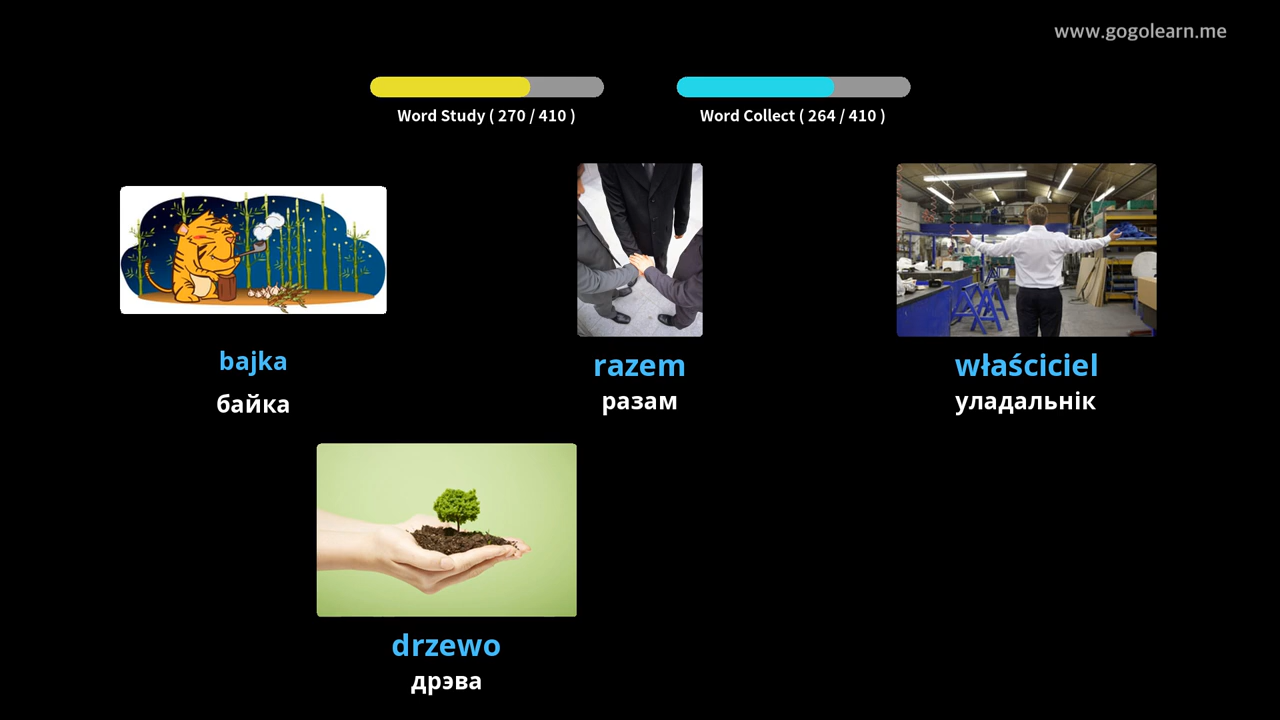 www.gogolearn.me
Word Study ( 270 / 410 )
Word Collect ( 264 / 410 )
bajka
байка
razem
разам
właściciel
уладальнік
drzewo
дрэва